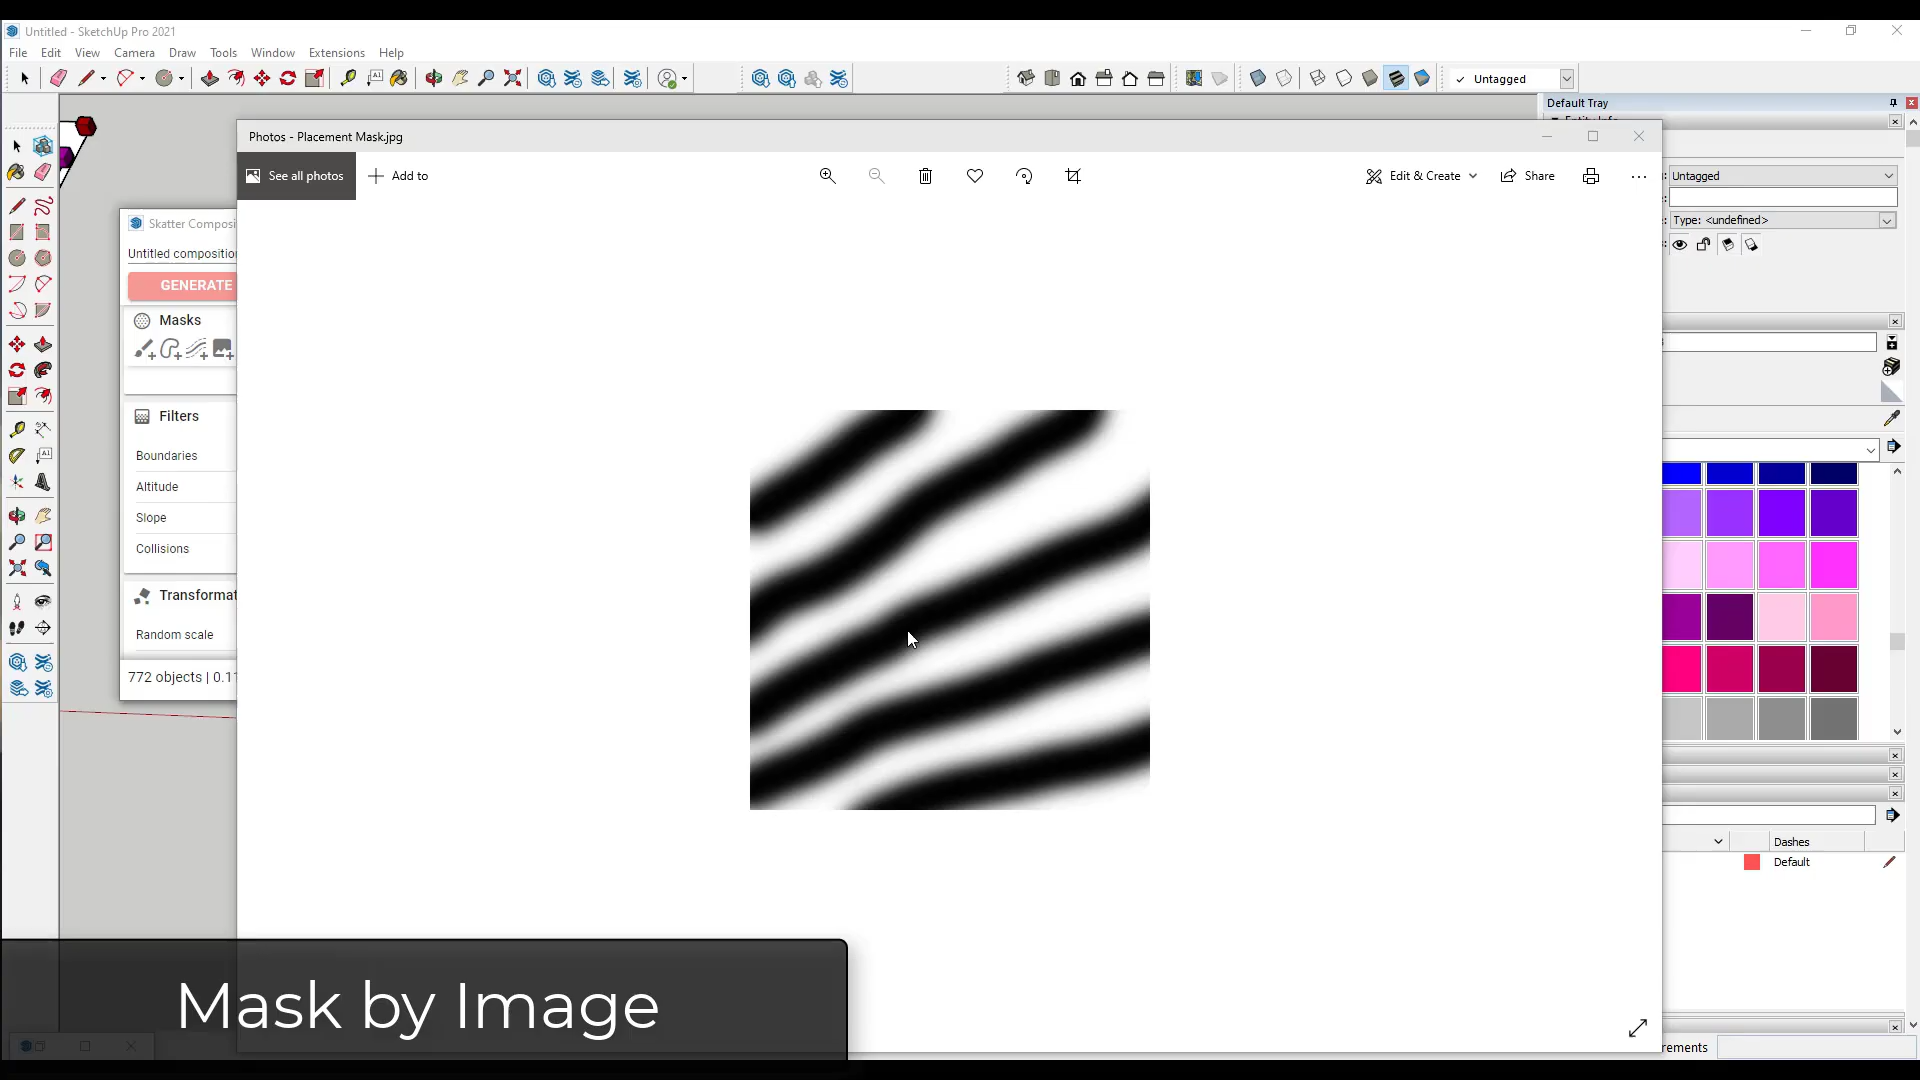 Untitled - SketchUp Pro 2021
File Edit View Camera Draw Tools Window Extensions Help
Untagged
Default Tray
Photos - Placement Mask.jpg
See all photos
Add to
Edit & Create
Share
Untagged
Type: <undefined>
Skatter Composi
Untitled composition
GENERATE
Masks
Filters
Boundaries
Altitude
Slope
Collisions
Transformat
Random scale
772 objects | 0.11
Dashes
Default
Mask by Image
rements